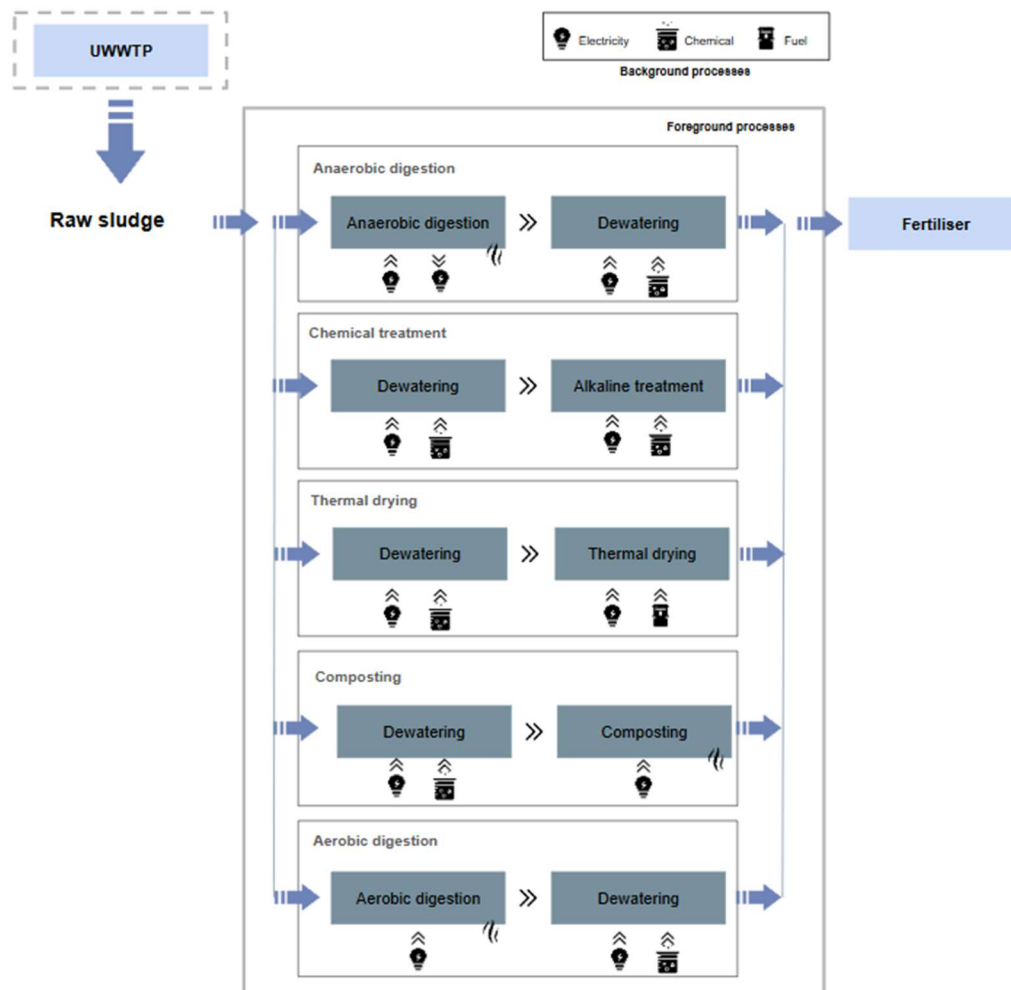 UWWTP
Electricity
Chemical
Fuel
Background processes
Foreground processes
Raw sludge
Anaerobic digestion
Anaerobic digestion
Dewatering
Fertiliser
Chemical treatment
Dewatering
Alkaline treatment
Thermal drying
Dewatering
Thermal drying
Composting
Dewatering
Composting
Aerobic digestion
Aerobic digestion
Dewatering